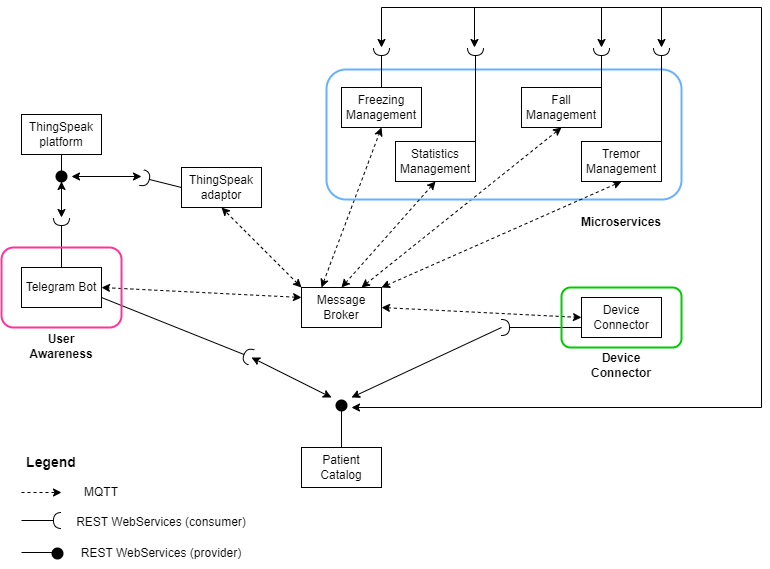 Freezing
Management
Fall
Management
ThingSpeak
platform
Statistics
Management
Tremor
Management
ThingSpeak
adaptor
Microservices
Telegram Bot
Message
Broker
Device
Connector
User
Awareness
Device
Connector
Patient
Catalog
Legend
MQTT
REST WebServices (consumer)
REST WebServices (provider)